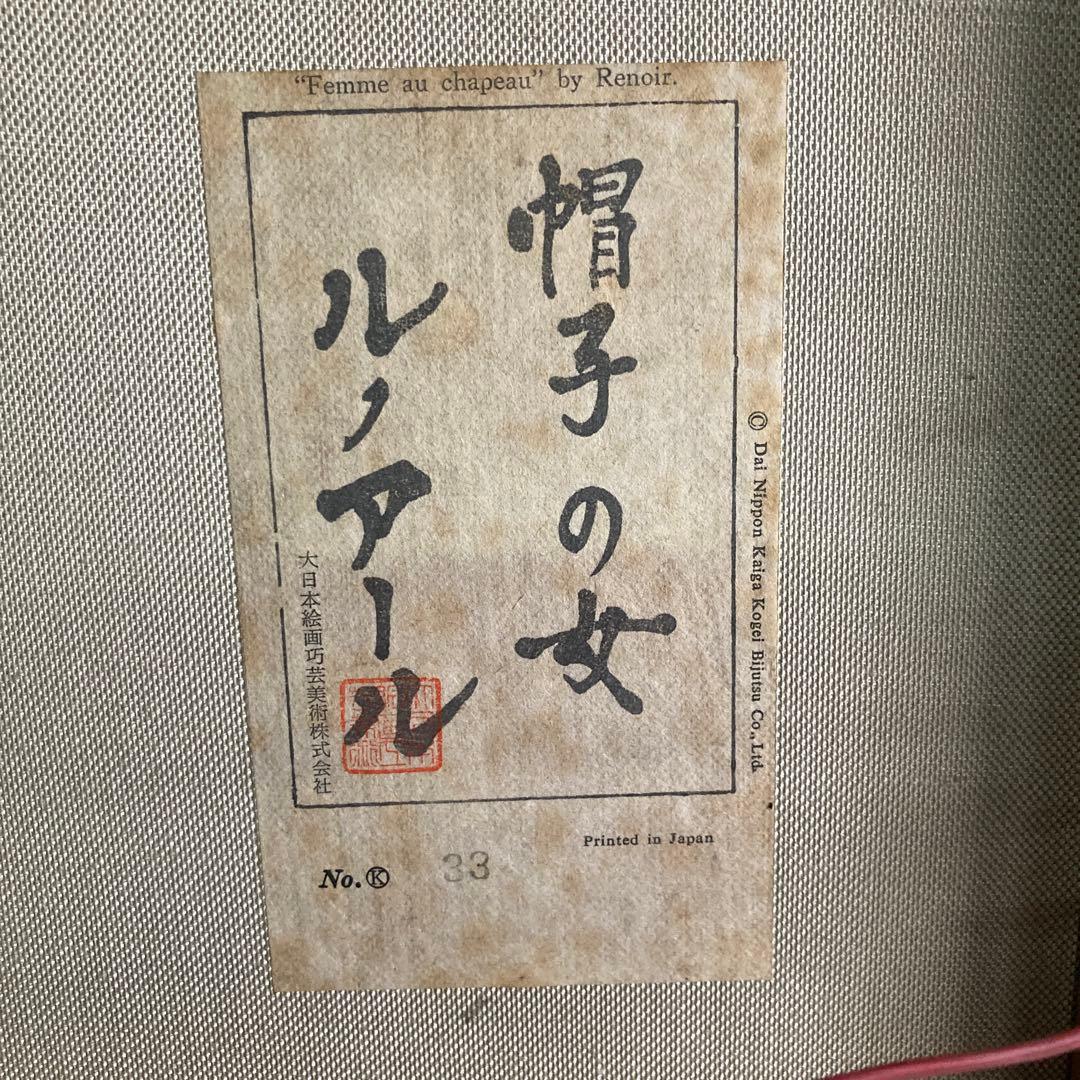 "Femme au chapeau" by Renoir.
帽子の女
ルノアール
大日本絵画巧芸美術株式会社
© Dai Nippon Kaiga Kogei Bijutsu Co., Ltd.
Printed in Japan
No.Ⓚ 33